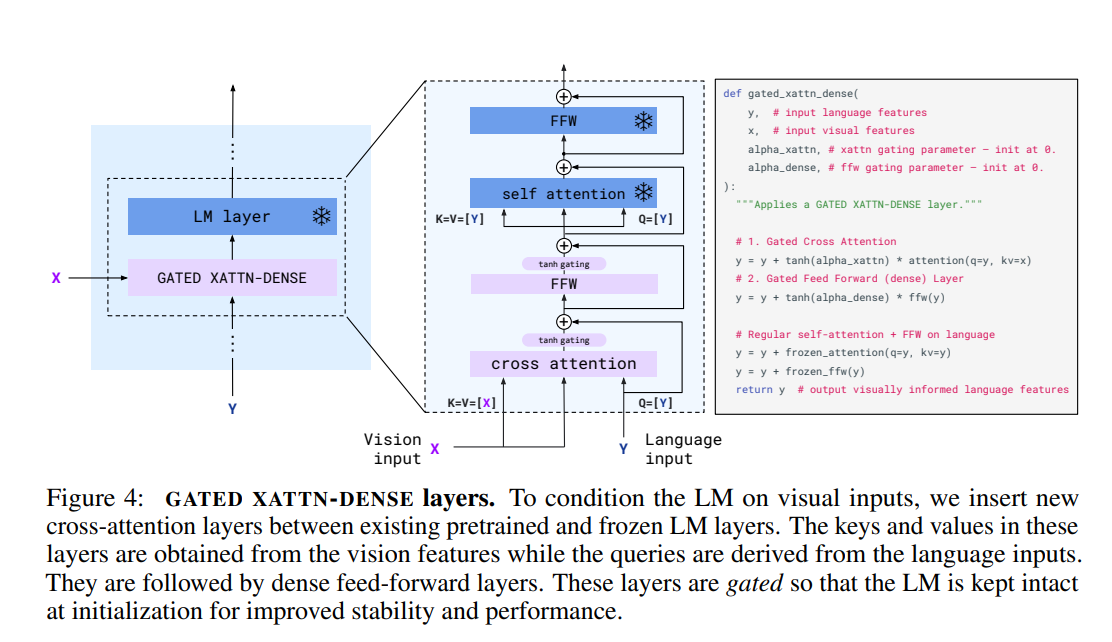 FFW
self attention
K=V=[Y]
Q=[Y]
tanh gating
FFW
tanh gating
cross attention
K=V=[X]
Q=[Y]
Vision
input
X
Y
Language
input
LM layer
X
GATED XATTN-DENSE
Y
def gated_xattn_dense(
y, # input language features
x, # input visual features
alpha_xattn, # xattn gating parameter – init at 0.
alpha_dense, # ffw gating parameter – init at 0.
):
"""Applies a GATED XATTN-DENSE layer."""
# 1. Gated Cross Attention
y = y + tanh(alpha_xattn) * attention(q=y, kv=x)
# 2. Gated Feed Forward (dense) Layer
y = y + tanh(alpha_dense) * ffw(y)
# Regular self-attention + FFW on language
y = y + frozen_attention(q=y, kv=y)
y = y + frozen_ffw(y)
return y # output visually informed language features
Figure 4: GATED XATTN-DENSE layers. To condition the LM on visual inputs, we insert new
cross-attention layers between existing pretrained and frozen LM layers. The keys and values in these
layers are obtained from the vision features while the queries are derived from the language inputs.
They are followed by dense feed-forward layers. These layers are gated so that the LM is kept intact
at initialization for improved stability and performance.